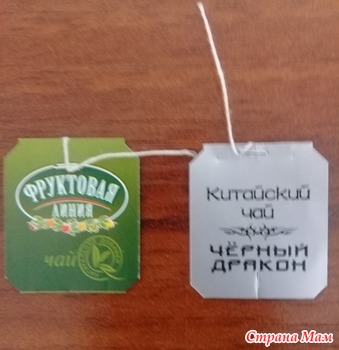 ФРУКТОВАЯ
ЛИНИЯ
чай
Китайский
чай
ЧЁРНЫЙ
ДРАКОН
Страна Мам